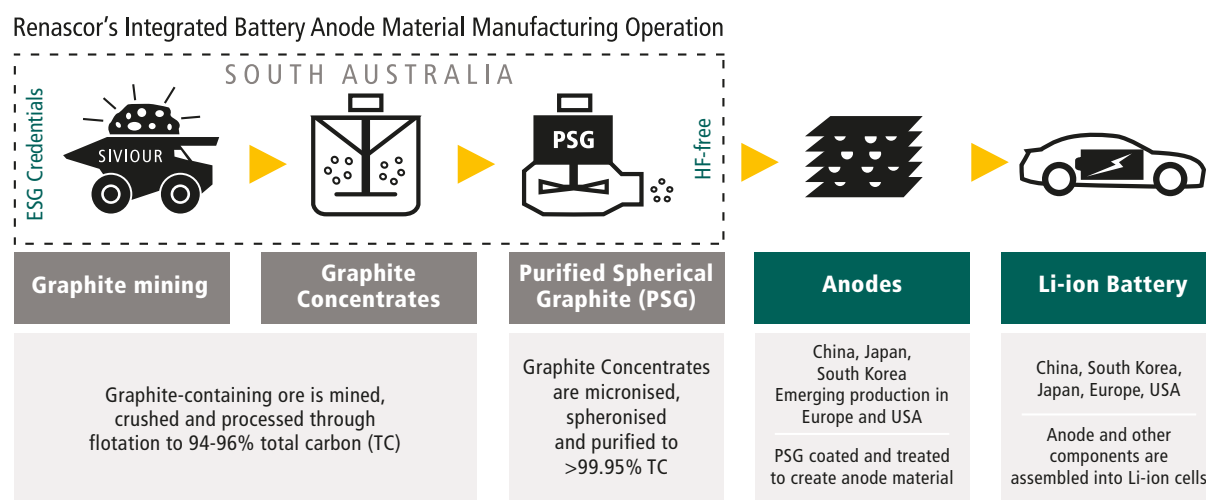 Renascor's Integrated Battery Anode Material Manufacturing Operation
SOUTH AUSTRALIA
ESG Credentials
SIVIOUR
PSG
HF-free
Graphite mining
Graphite
Concentrates
Purified Spherical
Graphite (PSG)
Anodes
Li-ion Battery
Graphite-containing ore is mined,
crushed and processed through
flotation to 94-96% total carbon (TC)
Graphite Concentrates
are micronised,
spheronised
and purified to
>99.95% TC
China, Japan,
South Korea
Emerging production in
Europe and USA
PSG coated and treated
to create anode material
China, South Korea,
Japan, Europe, USA
Anode and other
components are
assembled into Li-ion cells